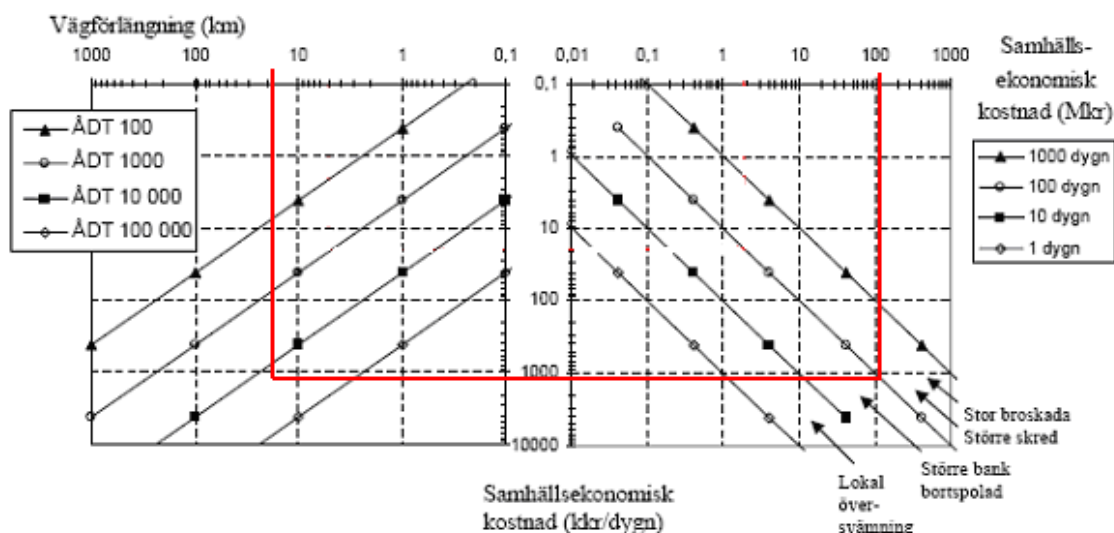 Vägförlängning (km)
1000 100 10 1 0,1
0,01 0,1 1 10 100 1000
Samhälls-
ekonomisk
kostnad (Mkr)
ÅDT 100
ÅDT 1000
ÅDT 10 000
ÅDT 100 000
0,1
1
10
100
1000
10000
1000 dygn
100 dygn
10 dygn
1 dygn
Stor broskada
Större skred
Större bank
bortspolad
Lokal
över-
svämning
Samhällsekonomisk
kostnad (kkr/dygn)